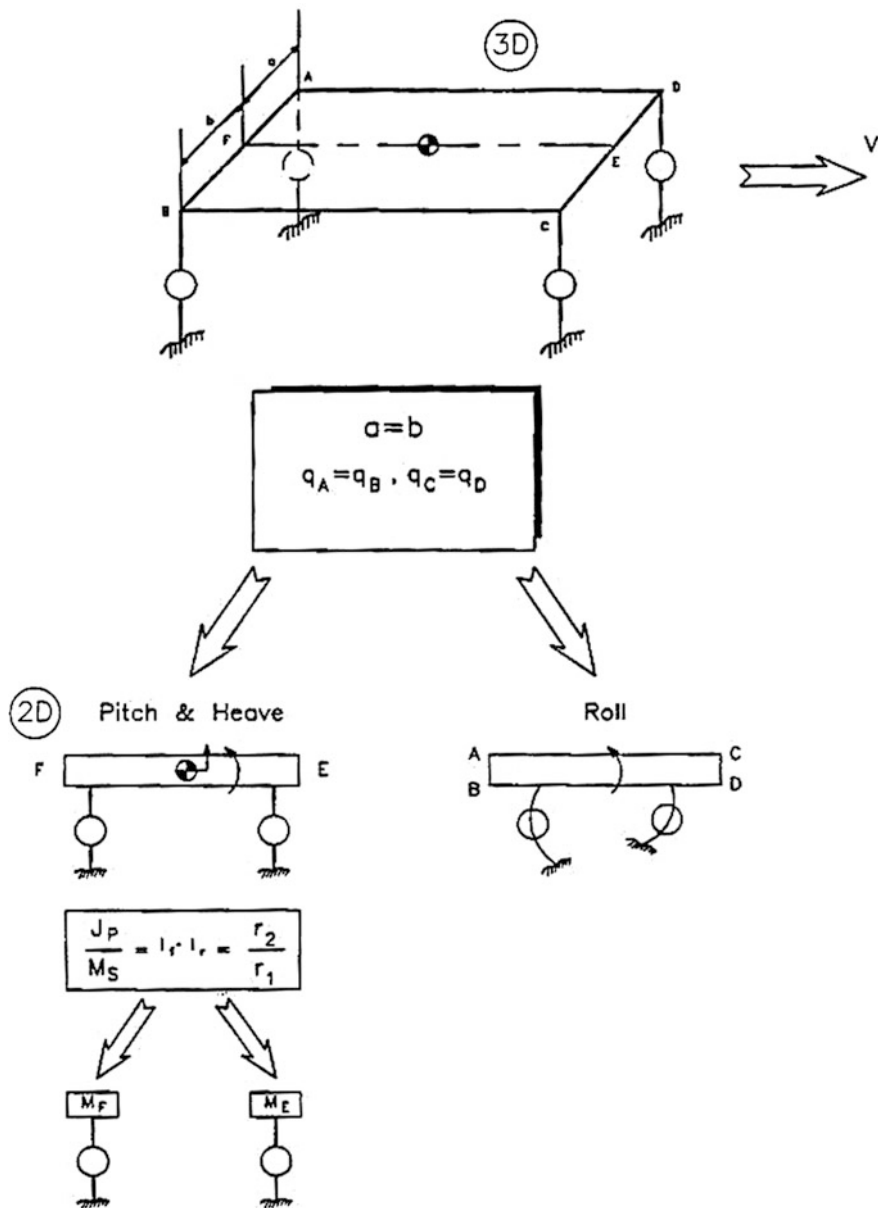 3D
a
A
D
b
F
E
V
B
C
a=b
q_A=q_B , q_C=q_D
2D Pitch & Heave
Roll
F
E
A
C
B
D
J_P/M_S = l_f · l_r = r_2/r_1
M_F
M_E